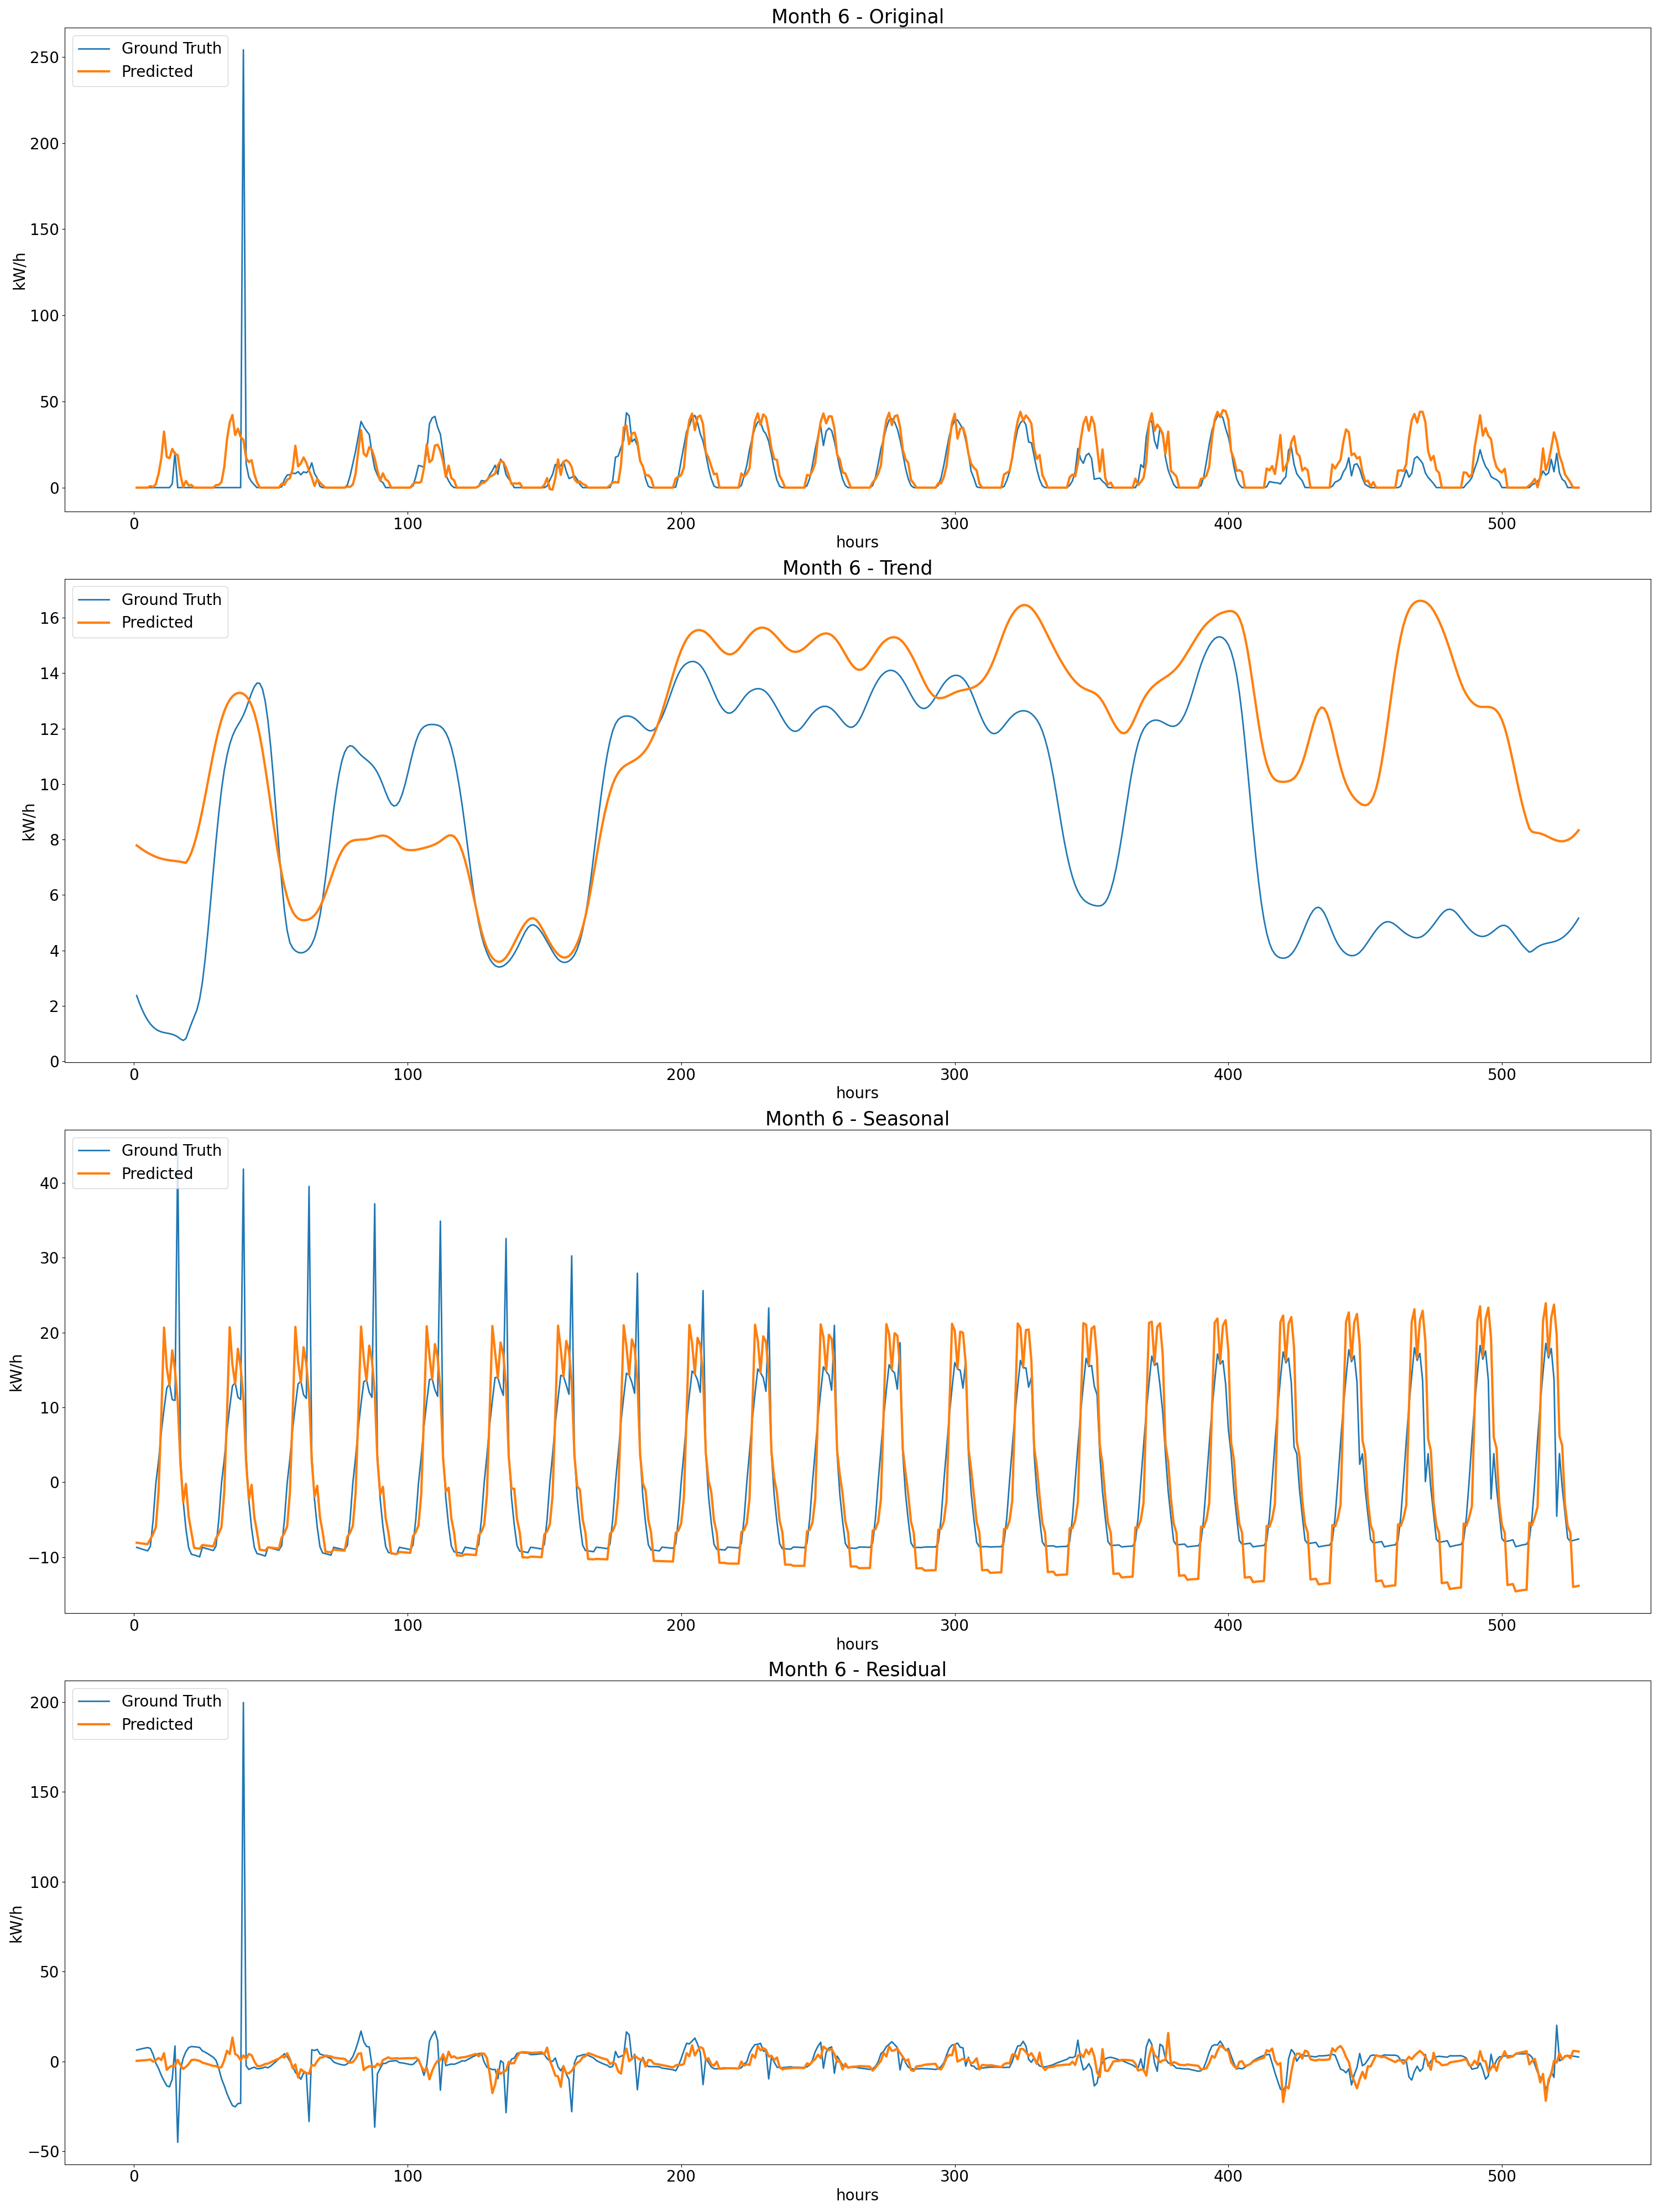 Month 6 - Original
Ground Truth
Predicted
250
200
150
100
50
0
kW/h
0 100 200 300 400 500
hours
Month 6 - Trend
Ground Truth
Predicted
16
14
12
10
8
6
4
2
0
kW/h
0 100 200 300 400 500
hours
Month 6 - Seasonal
Ground Truth
Predicted
40
30
20
10
0
−10
kW/h
0 100 200 300 400 500
hours
Month 6 - Residual
Ground Truth
Predicted
200
150
100
50
0
−50
kW/h
0 100 200 300 400 500
hours